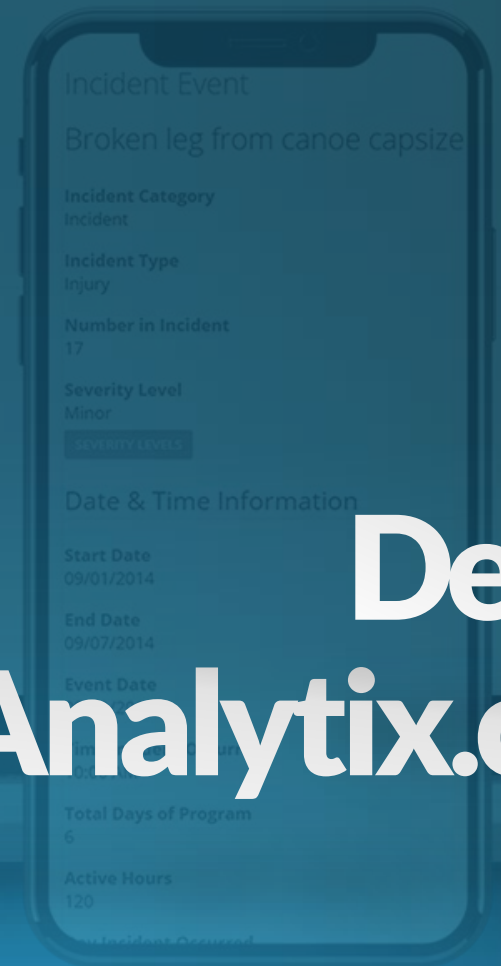 Incident Event
Broken leg from canoe capsize
Incident Category
Incident
Incident Type
Injury
Number in Incident
17
Severity Level
Minor
SEVERITY LEVELS
Date & Time Information
De
Start Date
09/01/2014
End Date
09/07/2014
Event Date
Analytix.
Total Days of Program
6
Active Hours
120
Incident Occurred